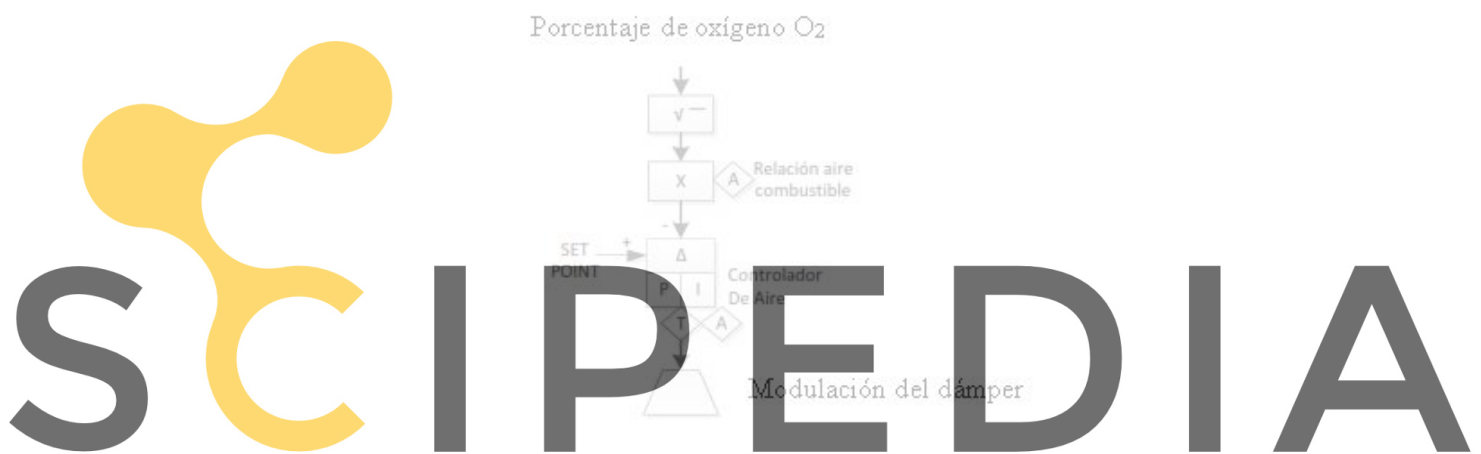 Porcentaje de oxígeno O2
√
X
A
Relación aire
combustible
-
SET
POINT
+
Δ
P I
Controlador
De Aire
T
A
Modulación del dámper
SCIPEDIA